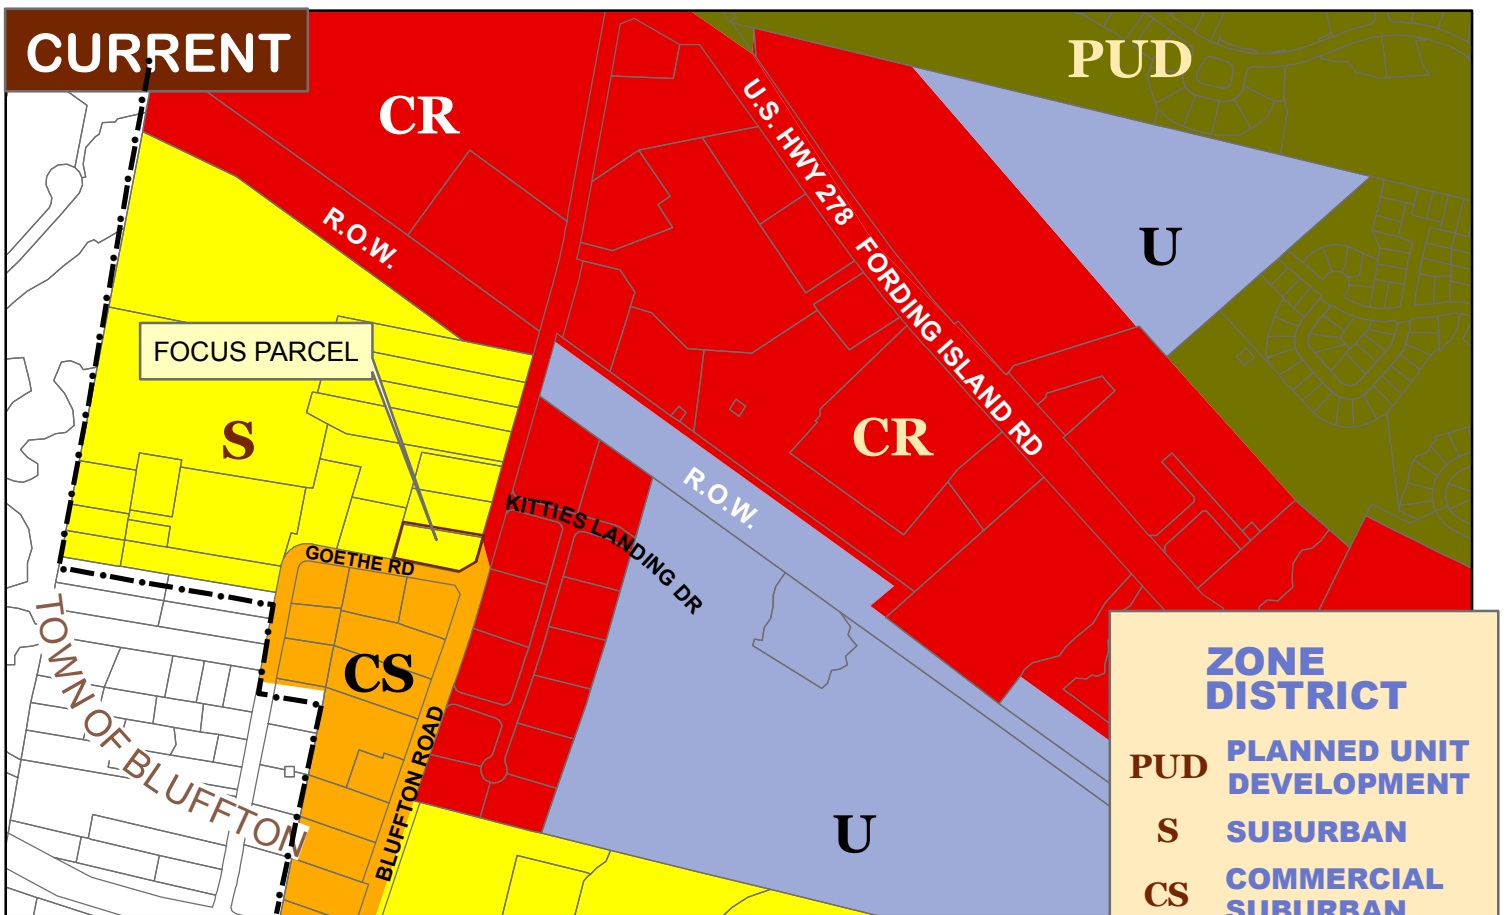 CURRENT
PUD
CR
U.S. HWY 278 FORDING ISLAND RD
U
R.O.W.
FOCUS PARCEL
S
CR
R.O.W.
KITTIES LANDING DR
GOETHE RD
TOWN OF BLUFFTON
CS
BLUFFTON ROAD
U
ZONE
DISTRICT
PUD PLANNED UNIT
DEVELOPMENT
S SUBURBAN
CS COMMERCIAL
SUBURBAN